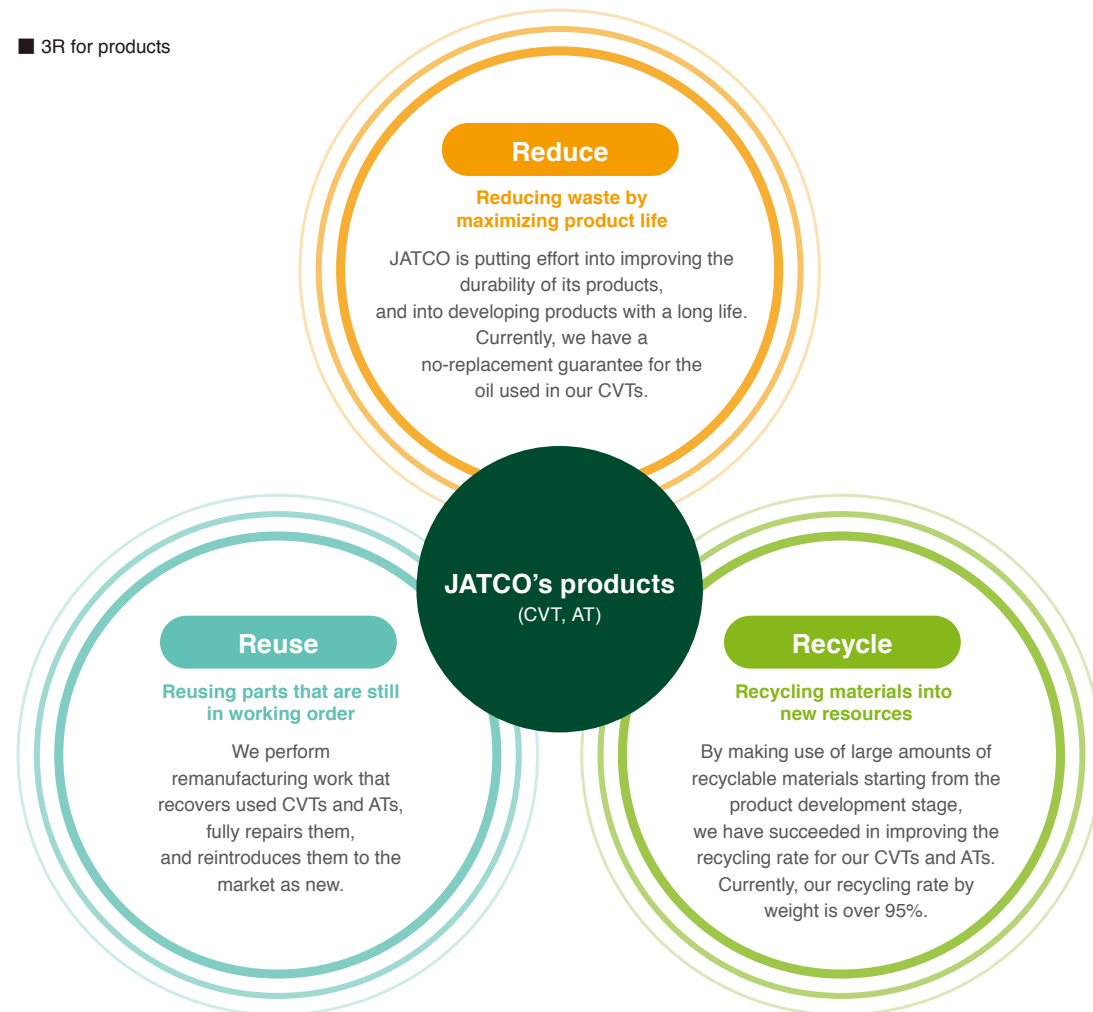 ■ 3R for products
Reduce
Reducing waste by
maximizing product life
JATCO is putting effort into improving the
durability of its products,
and into developing products with a long life.
Currently, we have a
no-replacement guarantee for the
oil used in our CVTs.
JATCO’s products
(CVT, AT)
Reuse
Reusing parts that are still
in working order
We perform
remanufacturing work that
recovers used CVTs and ATs,
fully repairs them,
and reintroduces them to the
market as new.
Recycle
Recycling materials into
new resources
By making use of large amounts of
recyclable materials starting from the
product development stage,
we have succeeded in improving the
recycling rate for our CVTs and ATs.
Currently, our recycling rate by
weight is over 95%.